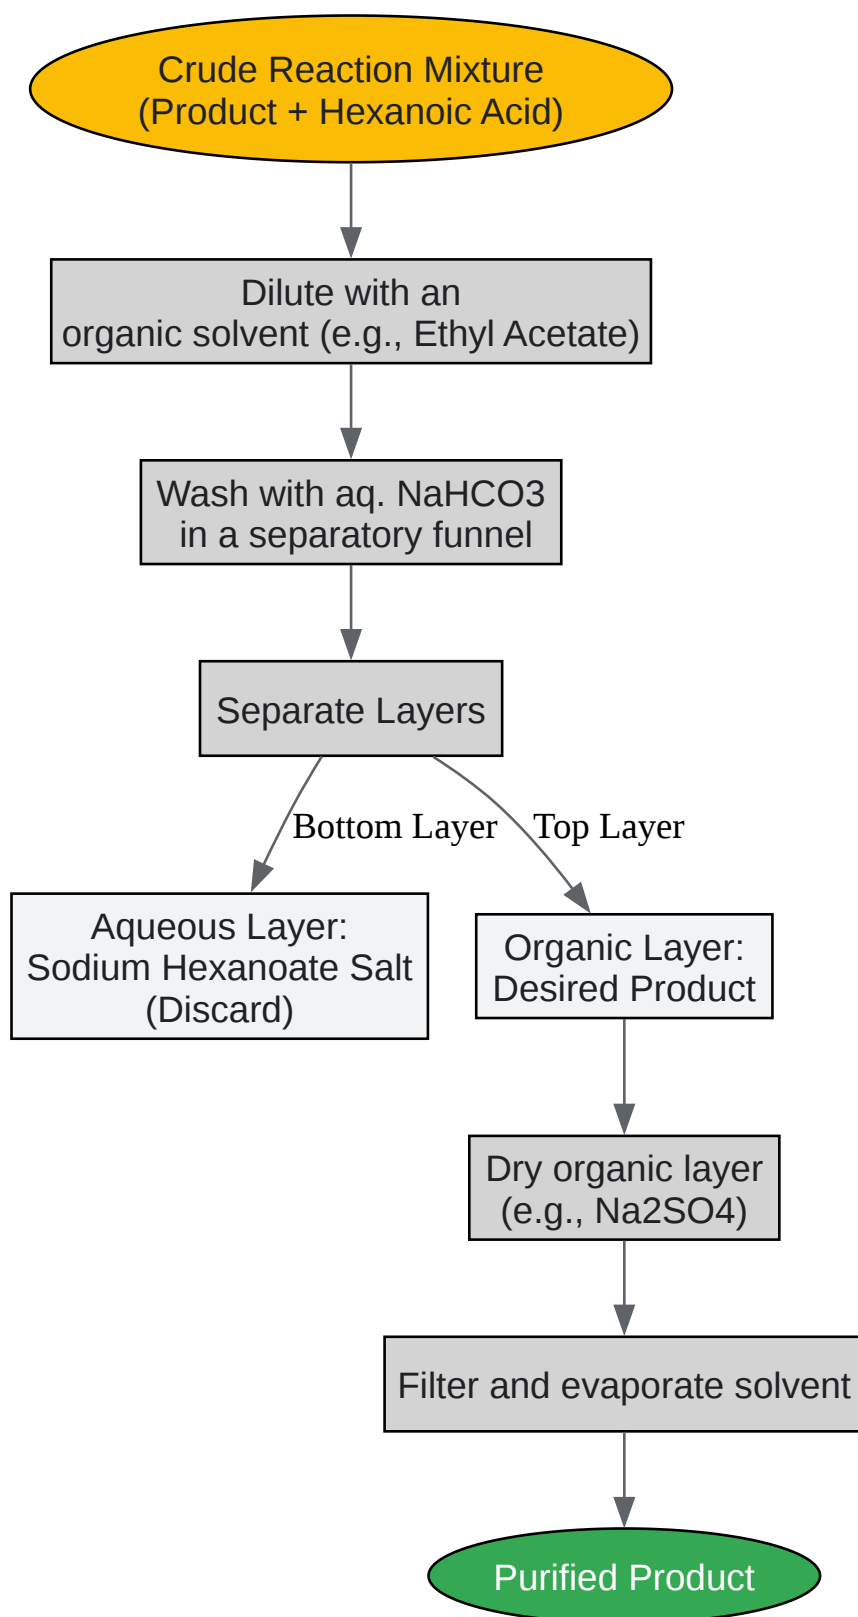 Crude Reaction Mixture
(Product + Hexanoic Acid)
Dilute with an
organic solvent (e.g., Ethyl Acetate)
Wash with aq. NaHCO3
in a separatory funnel
Separate Layers
Bottom Layer
Top Layer
Aqueous Layer:
Sodium Hexanoate Salt
(Discard)
Organic Layer:
Desired Product
Dry organic layer
(e.g., Na2SO4)
Filter and evaporate solvent
Purified Product